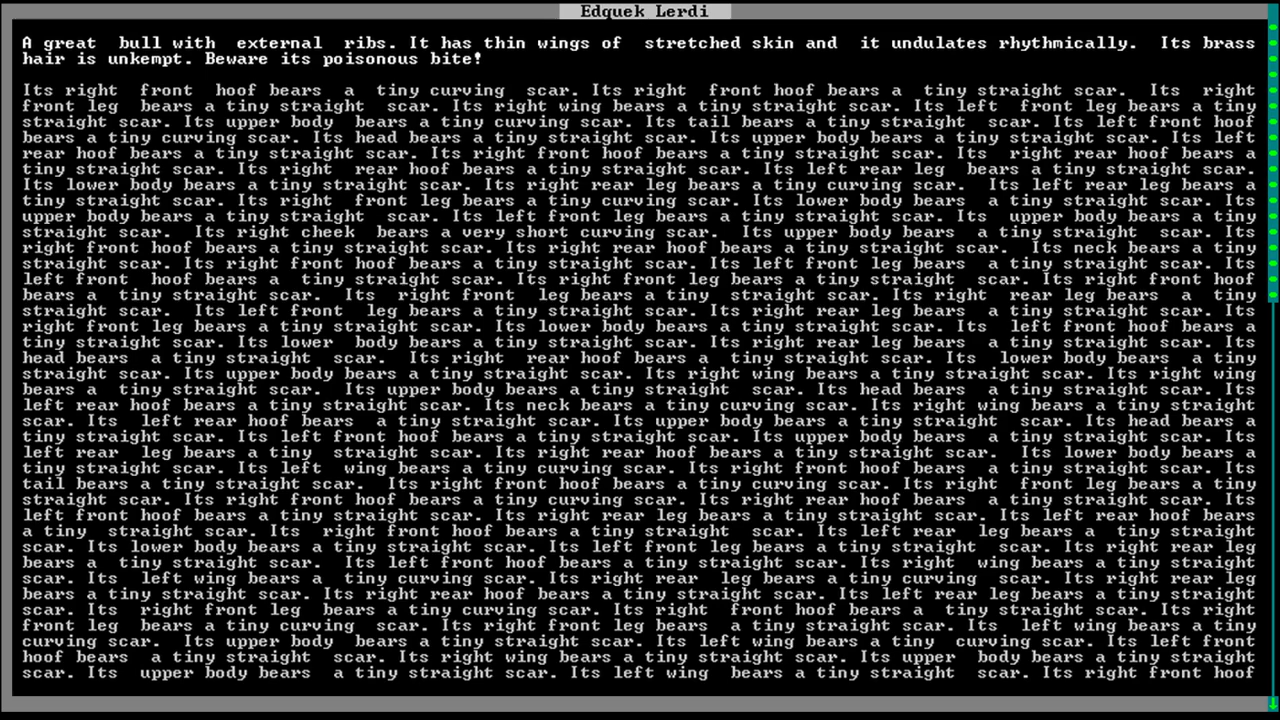 Edquek Lerdi
A great bull with external ribs. It has thin wings of stretched skin and it undulates rhythmically. Its brass
hair is unkempt. Beware its poisonous bite!
Its right front hoof bears a tiny curving scar. Its right front hoof bears a tiny straight scar. Its right
front leg bears a tiny straight scar. Its right wing bears a tiny straight scar. Its left front leg bears a tiny
straight scar. Its upper body bears a tiny curving scar. Its tail bears a tiny straight scar. Its left front hoof
bears a tiny curving scar. Its head bears a tiny straight scar. Its upper body bears a tiny straight scar. Its left
rear hoof bears a tiny straight scar. Its right front hoof bears a tiny straight scar. Its right rear hoof bears a
tiny straight scar. Its right rear hoof bears a tiny straight scar. Its left rear leg bears a tiny straight scar.
Its lower body bears a tiny straight scar. Its right rear leg bears a tiny curving scar. Its left rear leg bears a
tiny straight scar. Its right front leg bears a tiny curving scar. Its lower body bears a tiny straight scar. Its
upper body bears a tiny straight scar. Its left front leg bears a tiny straight scar. Its upper body bears a tiny
straight scar. Its right cheek bears a very short curving scar. Its upper body bears a tiny straight scar. Its
right front hoof bears a tiny straight scar. Its right rear hoof bears a tiny straight scar. Its neck bears a tiny
straight scar. Its right front hoof bears a tiny straight scar. Its left front leg bears a tiny straight scar. Its
left front hoof bears a tiny straight scar. Its right front leg bears a tiny straight scar. Its right front hoof
bears a tiny straight scar. Its right front leg bears a tiny straight scar. Its right rear leg bears a tiny
straight scar. Its left front leg bears a tiny straight scar. Its right rear leg bears a tiny straight scar. Its
right front leg bears a tiny straight scar. Its lower body bears a tiny straight scar. Its left front hoof bears a
tiny straight scar. Its lower body bears a tiny straight scar. Its right rear leg bears a tiny straight scar. Its
head bears a tiny straight scar. Its right rear hoof bears a tiny straight scar. Its lower body bears a tiny
straight scar. Its upper body bears a tiny straight scar. Its right wing bears a tiny straight scar. Its right wing
bears a tiny straight scar. Its upper body bears a tiny straight scar. Its head bears a tiny straight scar. Its
left rear hoof bears a tiny straight scar. Its neck bears a tiny curving scar. Its right wing bears a tiny straight
scar. Its left rear hoof bears a tiny straight scar. Its upper body bears a tiny straight scar. Its head bears a
tiny straight scar. Its left front hoof bears a tiny straight scar. Its upper body bears a tiny straight scar. Its
left rear leg bears a tiny straight scar. Its right rear hoof bears a tiny straight scar. Its lower body bears a
tiny straight scar. Its left wing bears a tiny curving scar. Its right front hoof bears a tiny straight scar. Its
tail bears a tiny straight scar. Its right front hoof bears a tiny curving scar. Its right front leg bears a tiny
straight scar. Its right front hoof bears a tiny curving scar. Its right rear hoof bears a tiny straight scar. Its
left front hoof bears a tiny straight scar. Its right rear leg bears a tiny straight scar. Its left rear hoof bears
a tiny straight scar. Its right front hoof bears a tiny straight scar. Its left rear leg bears a tiny straight
scar. Its lower body bears a tiny straight scar. Its left front leg bears a tiny straight scar. Its right rear leg
bears a tiny straight scar. Its left front hoof bears a tiny straight scar. Its right wing bears a tiny straight
scar. Its left wing bears a tiny curving scar. Its right rear leg bears a tiny curving scar. Its right rear leg
bears a tiny straight scar. Its right rear hoof bears a tiny straight scar. Its left rear leg bears a tiny straight
scar. Its right front leg bears a tiny curving scar. Its right front hoof bears a tiny straight scar. Its right
front leg bears a tiny curving scar. Its right front leg bears a tiny straight scar. Its left wing bears a tiny
curving scar. Its upper body bears a tiny straight scar. Its left wing bears a tiny curving scar. Its left front
hoof bears a tiny straight scar. Its right wing bears a tiny straight scar. Its upper body bears a tiny straight
scar. Its upper body bears a tiny straight scar. Its left wing bears a tiny straight scar. Its right front hoof